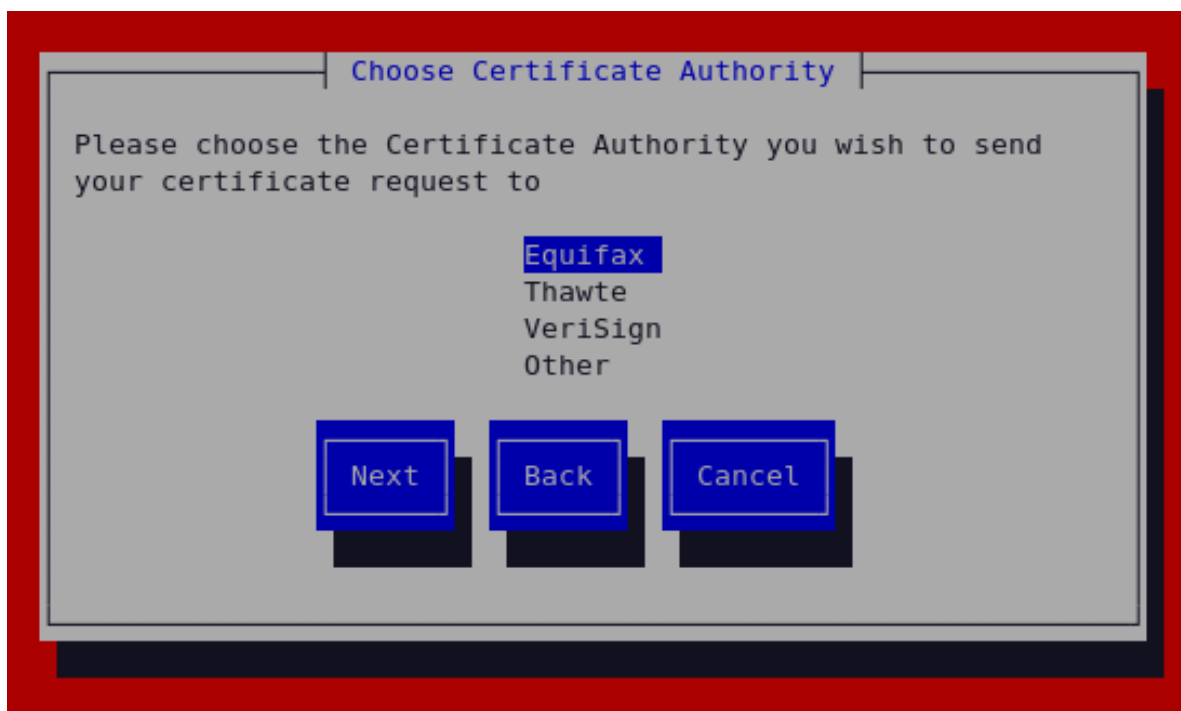 Choose Certificate Authority
Please choose the Certificate Authority you wish to send
your certificate request to
Equifax
Thawte
VeriSign
Other
Next Back Cancel